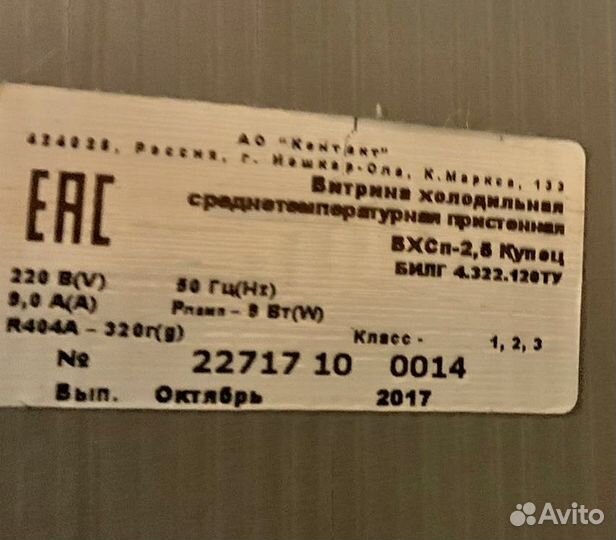 АО "Контакт"
424026, Россия, г. Йошкар-Ола, К.Маркса, 133
EAC
Витрина холодильная
среднетемпературная пристенная
ВХСп-2,5 Купец
БИЛГ 4.322.120ТУ
220 В(V) 50 Гц(Hz)
9,0 А(А) Рламп - 9 Вт(W)
R404A - 320г(g) Класс - 1, 2, 3
№ 22717 10 0014
Вып. Октябрь 2017
Avito